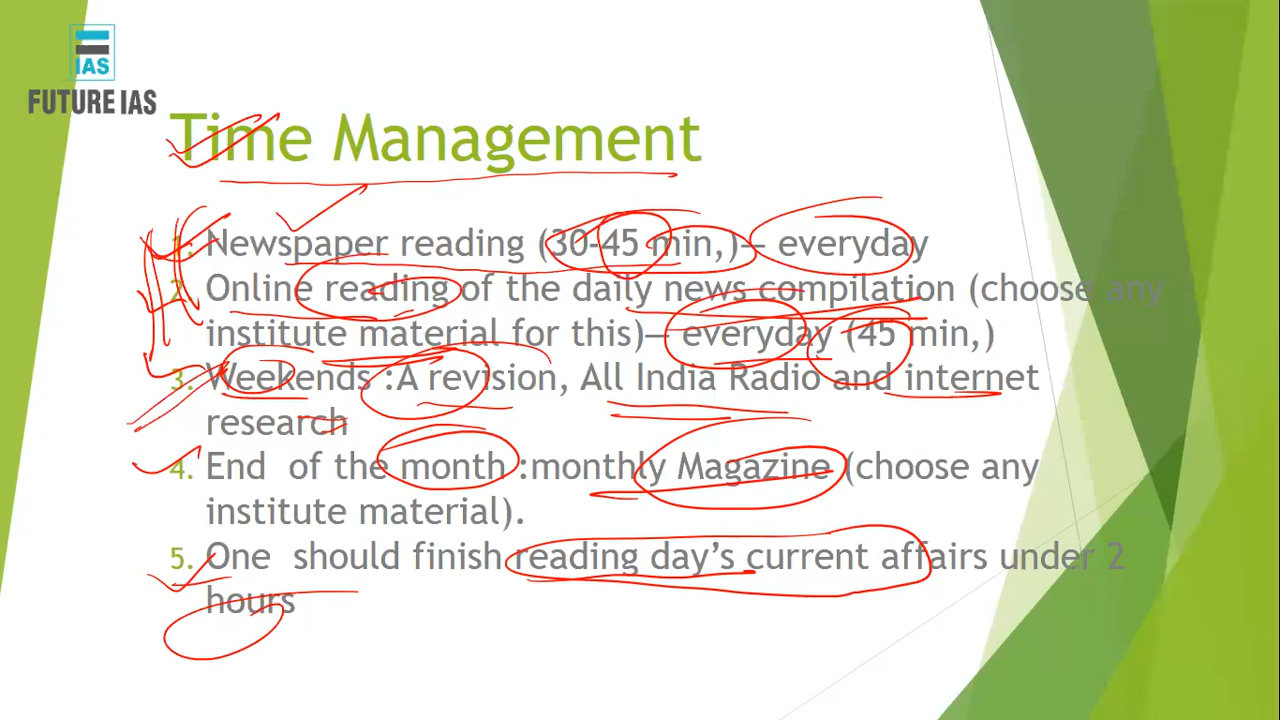 IAS
FUTURE IAS
Time Management
1. Newspaper reading (30-45 min,)— everyday
2. Online reading of the daily news compilation (choose any
institute material for this)— everyday (45 min,)
3. Weekends :A revision, All India Radio and internet
research
4. End of the month :monthly Magazine (choose any
institute material).
5. One should finish reading day's current affairs under 2
hours